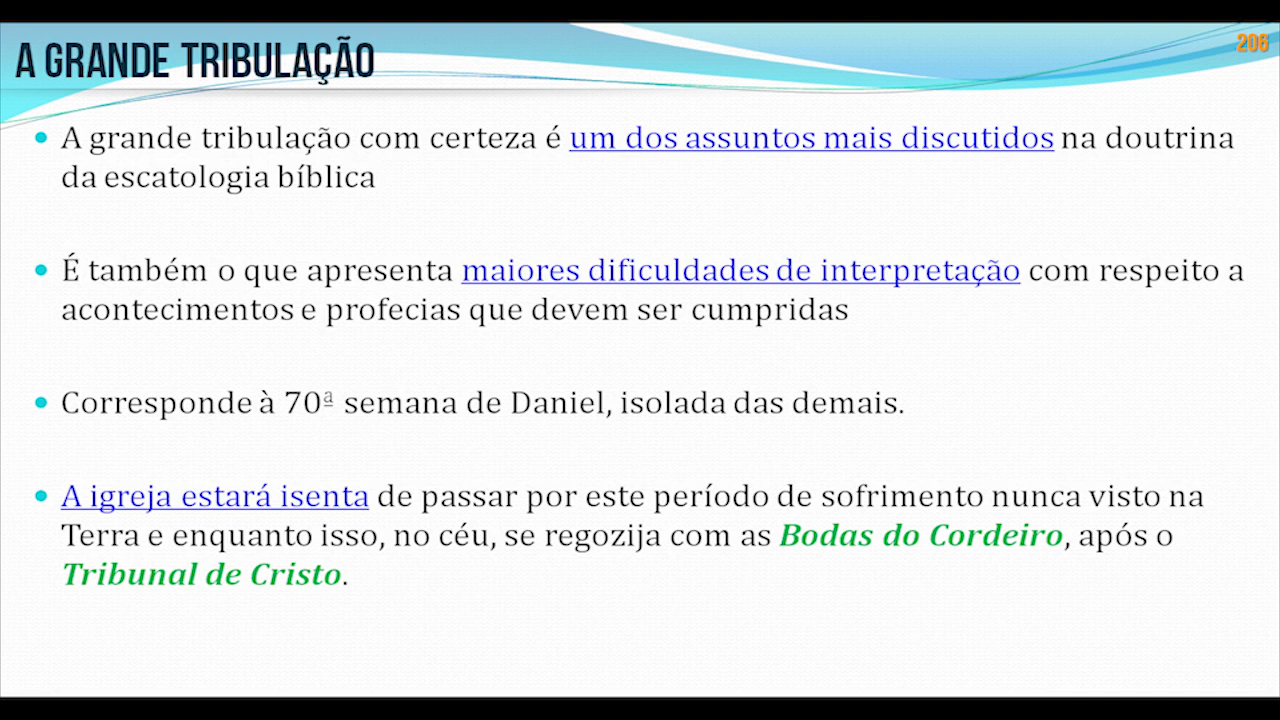 A GRANDE TRIBULAÇÃO
206
• A grande tribulação com certeza é um dos assuntos mais discutidos na doutrina
da escatologia bíblica
• É também o que apresenta maiores dificuldades de interpretação com respeito a
acontecimentos e profecias que devem ser cumpridas
• Corresponde à 70ª semana de Daniel, isolada das demais.
• A igreja estará isenta de passar por este período de sofrimento nunca visto na
Terra e enquanto isso, no céu, se regozija com as Bodas do Cordeiro, após o
Tribunal de Cristo.